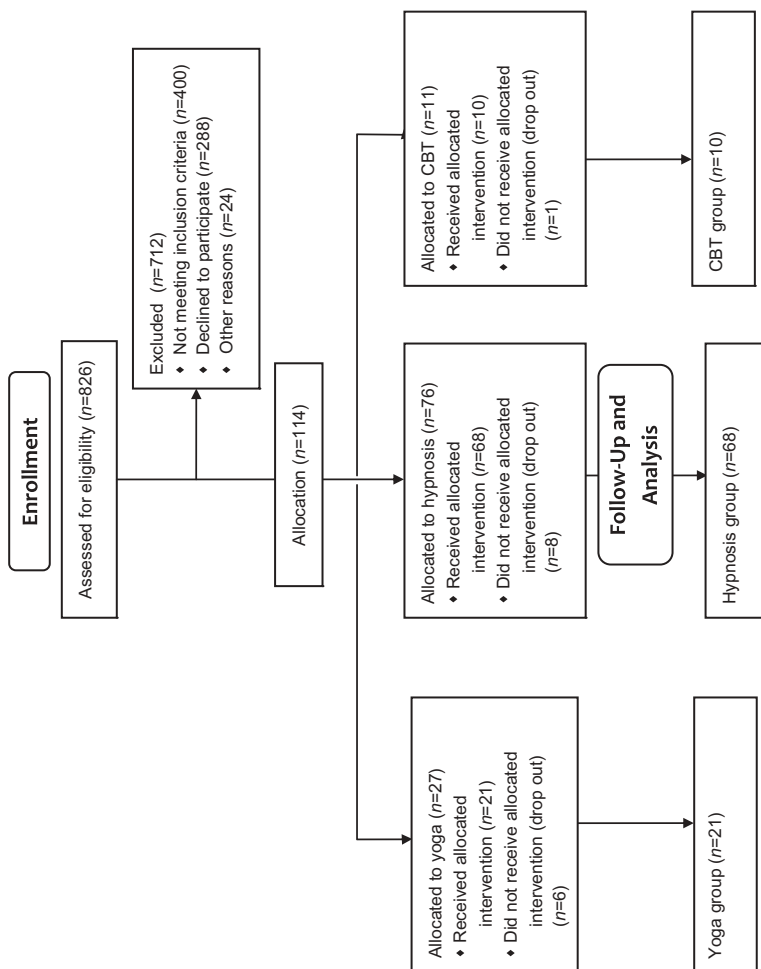 Enrollment
Assessed for eligibility (n=826)
Excluded (n=712)
♦ Not meeting inclusion criteria (n=400)
♦ Declined to participate (n=288)
♦ Other reasons (n=24)
Allocation (n=114)
Allocated to yoga (n=27)
♦ Received allocated
intervention (n=21)
♦ Did not receive allocated
intervention (drop out)
(n=6)
Allocated to hypnosis (n=76)
♦ Received allocated
intervention (n=68)
♦ Did not receive allocated
intervention (drop out)
(n=8)
Allocated to CBT (n=11)
♦ Received allocated
intervention (n=10)
♦ Did not receive allocated
intervention (drop out)
(n=1)
Follow-Up and
Analysis
Yoga group (n=21)
Hypnosis group (n=68)
CBT group (n=10)